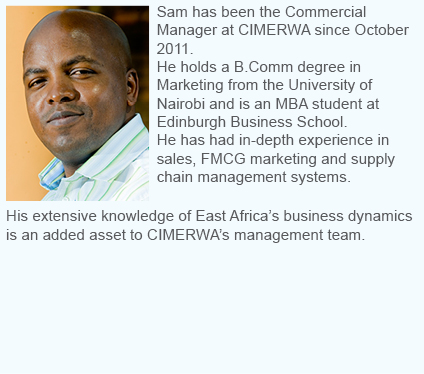 Sam has been the Commercial
Manager at CIMERWA since October
2011.
He holds a B.Comm degree in
Marketing from the University of
Nairobi and is an MBA student at
Edinburgh Business School.
He has had in-depth experience in
sales, FMCG marketing and supply
chain management systems.
His extensive knowledge of East Africa’s business dynamics
is an added asset to CIMERWA’s management team.